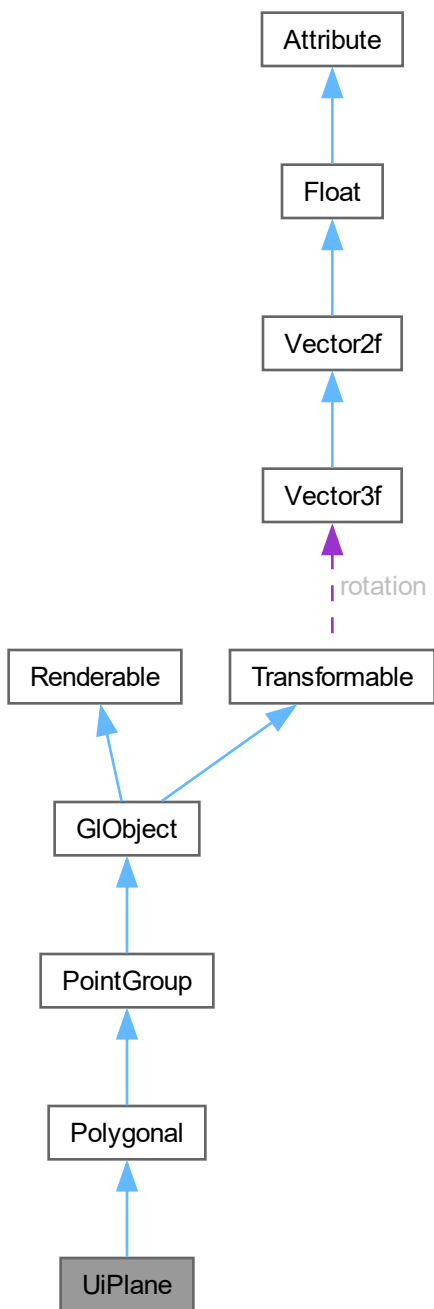 Attribute
Float
Vector2f
Vector3f
rotation
Renderable
Transformable
GlObject
PointGroup
Polygonal
UiPlane